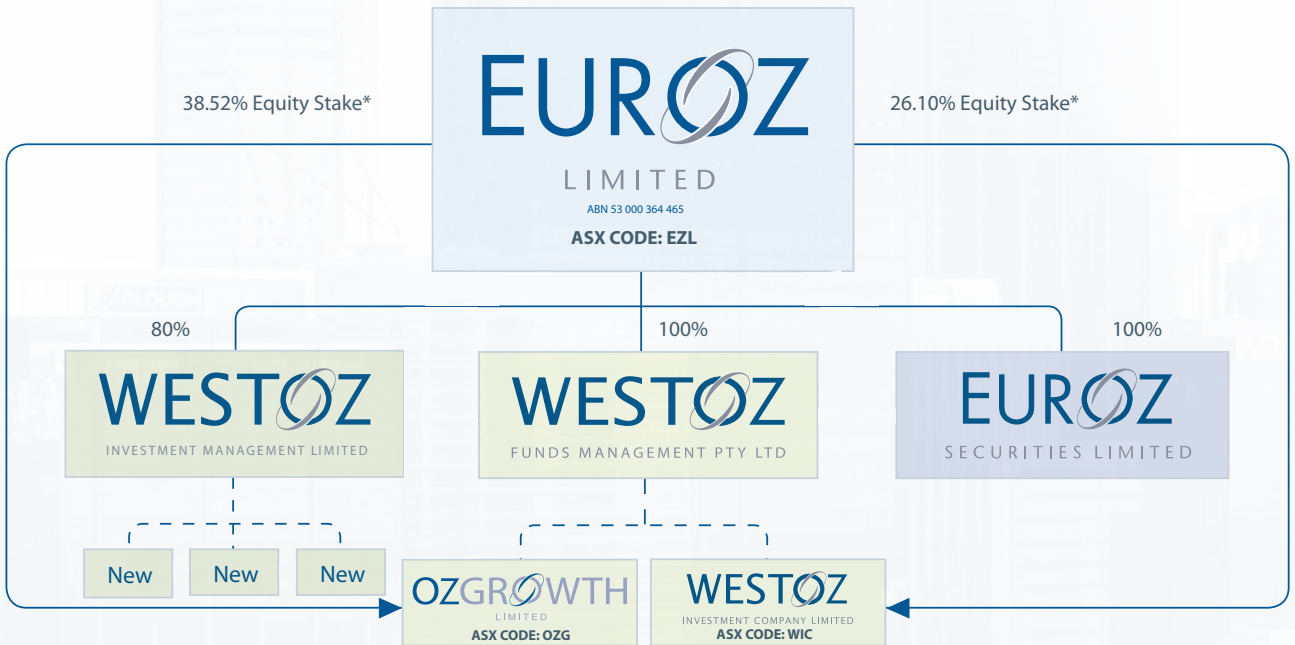 38.52% Equity Stake*
EUROZ
LIMITED
ABN 53 000 364 465
ASX CODE: EZL
26.10% Equity Stake*
80%
100%
100%
WESTOZ
INVESTMENT MANAGEMENT LIMITED
WESTOZ
FUNDS MANAGEMENT PTY LTD
EUROZ
SECURITIES LIMITED
New
New
New
OZGROWTH
LIMITED
ASX CODE: OZG
WESTOZ
INVESTMENT COMPANY LIMITED
ASX CODE: WIC
CLOUGH